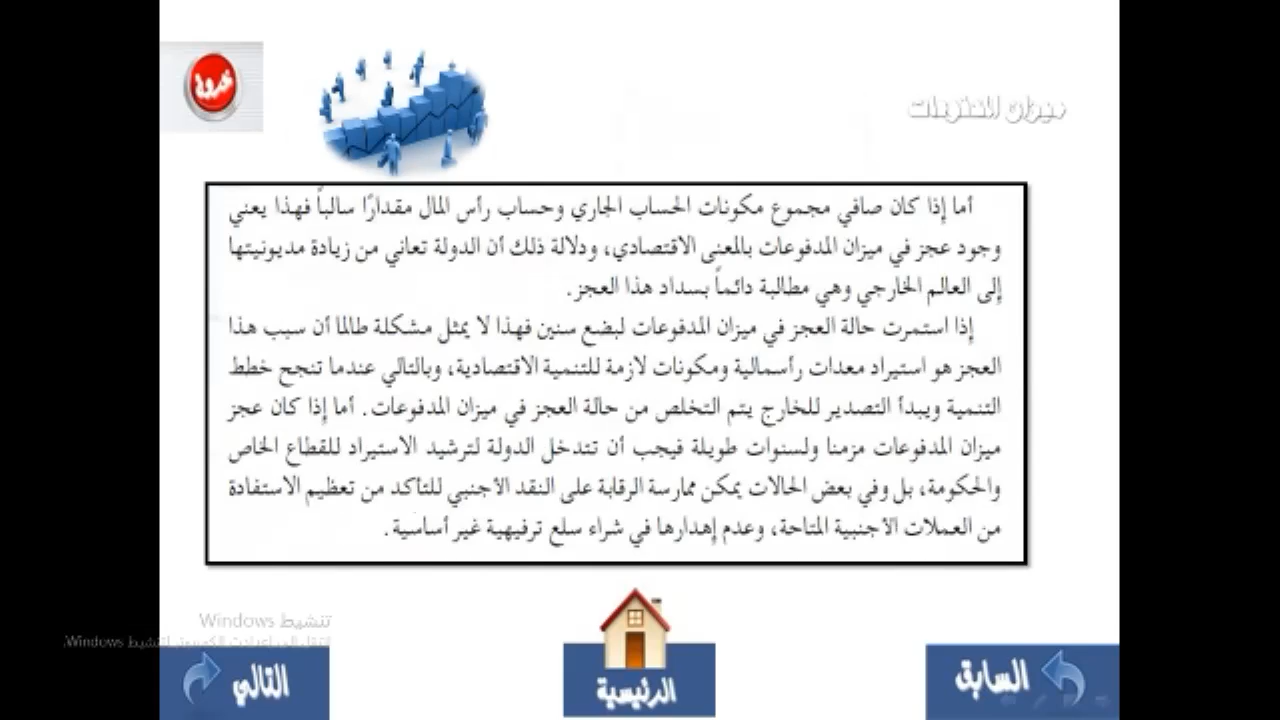 خروج
ميزان المدفوعات
أما إذا كان صافي مجموع مكونات الحساب الجاري وحساب رأس المال مقدارًا سالباً فهذا يعني
وجود عجز في ميزان المدفوعات بالمعنى الاقتصادي، ودلالة ذلك أن الدولة تعاني من زيادة مديونيتها
إلى العالم الخارجي وهي مطالبة دائماً بسداد هذا العجز.
إذا استمرت حالة العجز في ميزان المدفوعات لبضع سنين فهذا لا يمثل مشكلة طالما أن سبب هذا
العجز هو استيراد معدات رأسمالية ومكونات لازمة للتنمية الاقتصادية، وبالتالي عندما تنجح خطط
التنمية ويبدأ التصدير للخارج يتم التخلص من حالة العجز في ميزان المدفوعات. أما إذا كان عجز
ميزان المدفوعات مزمنا ولسنوات طويلة فيجب أن تتدخل الدولة لترشيد الاستيراد للقطاع الخاص
والحكومة، بل وفي بعض الحالات يمكن ممارسة الرقابة على النقد الأجنبي للتأكد من تعظيم الاستفادة
من العملات الأجنبية المتاحة، وعدم إهدارها في شراء سلع ترفيهية غير أساسية.
تنشيط Windows
انتقل إلى إعدادات الكمبيوتر لتنشيط Windows.
السابق
الرئيسية
التالي